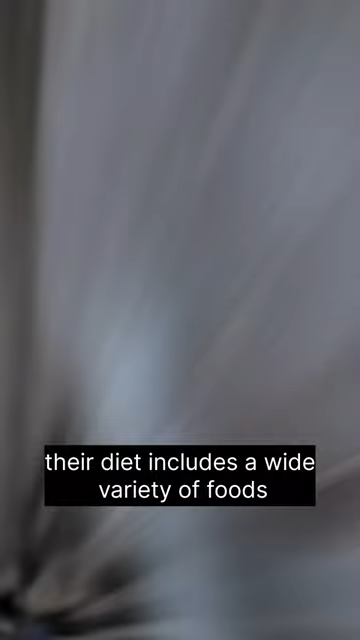 their diet includes a wide
variety of foods